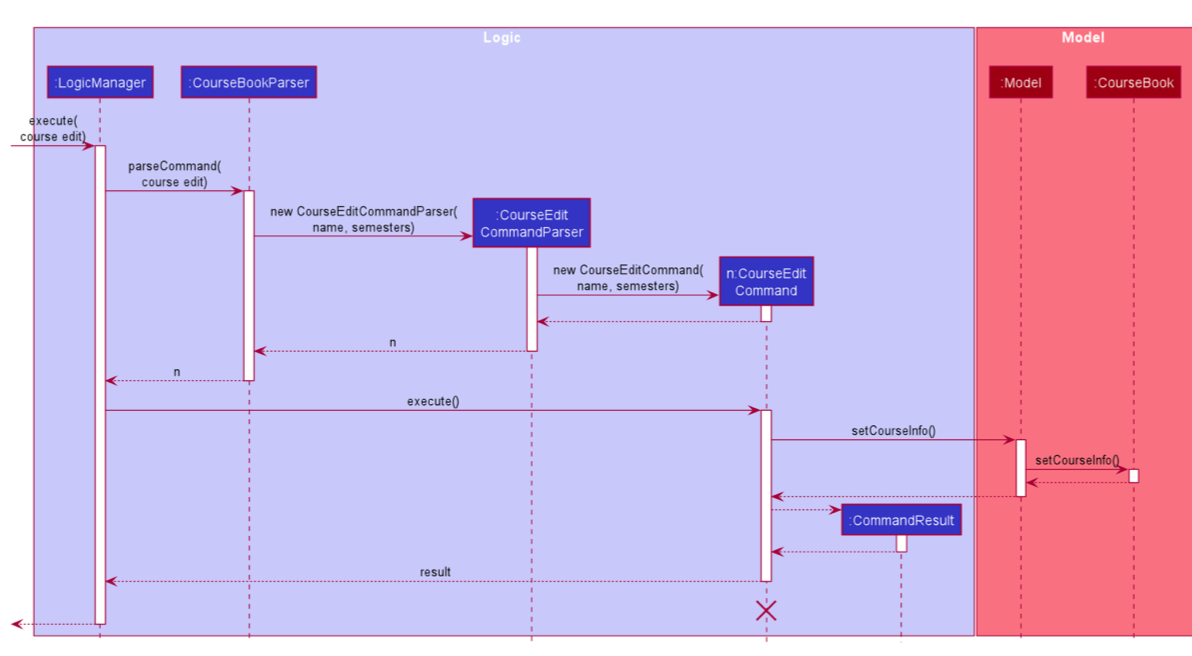 Logic
Model
:LogicManager
:CourseBookParser
:Model
:CourseBook
execute(
course edit)
parseCommand(
course edit)
new CourseEditCommandParser(
name, semesters)
:CourseEdit
CommandParser
new CourseEditCommand(
name, semesters)
n:CourseEdit
Command
n
n
execute()
setCourseInfo()
setCourseInfo()
:CommandResult
result